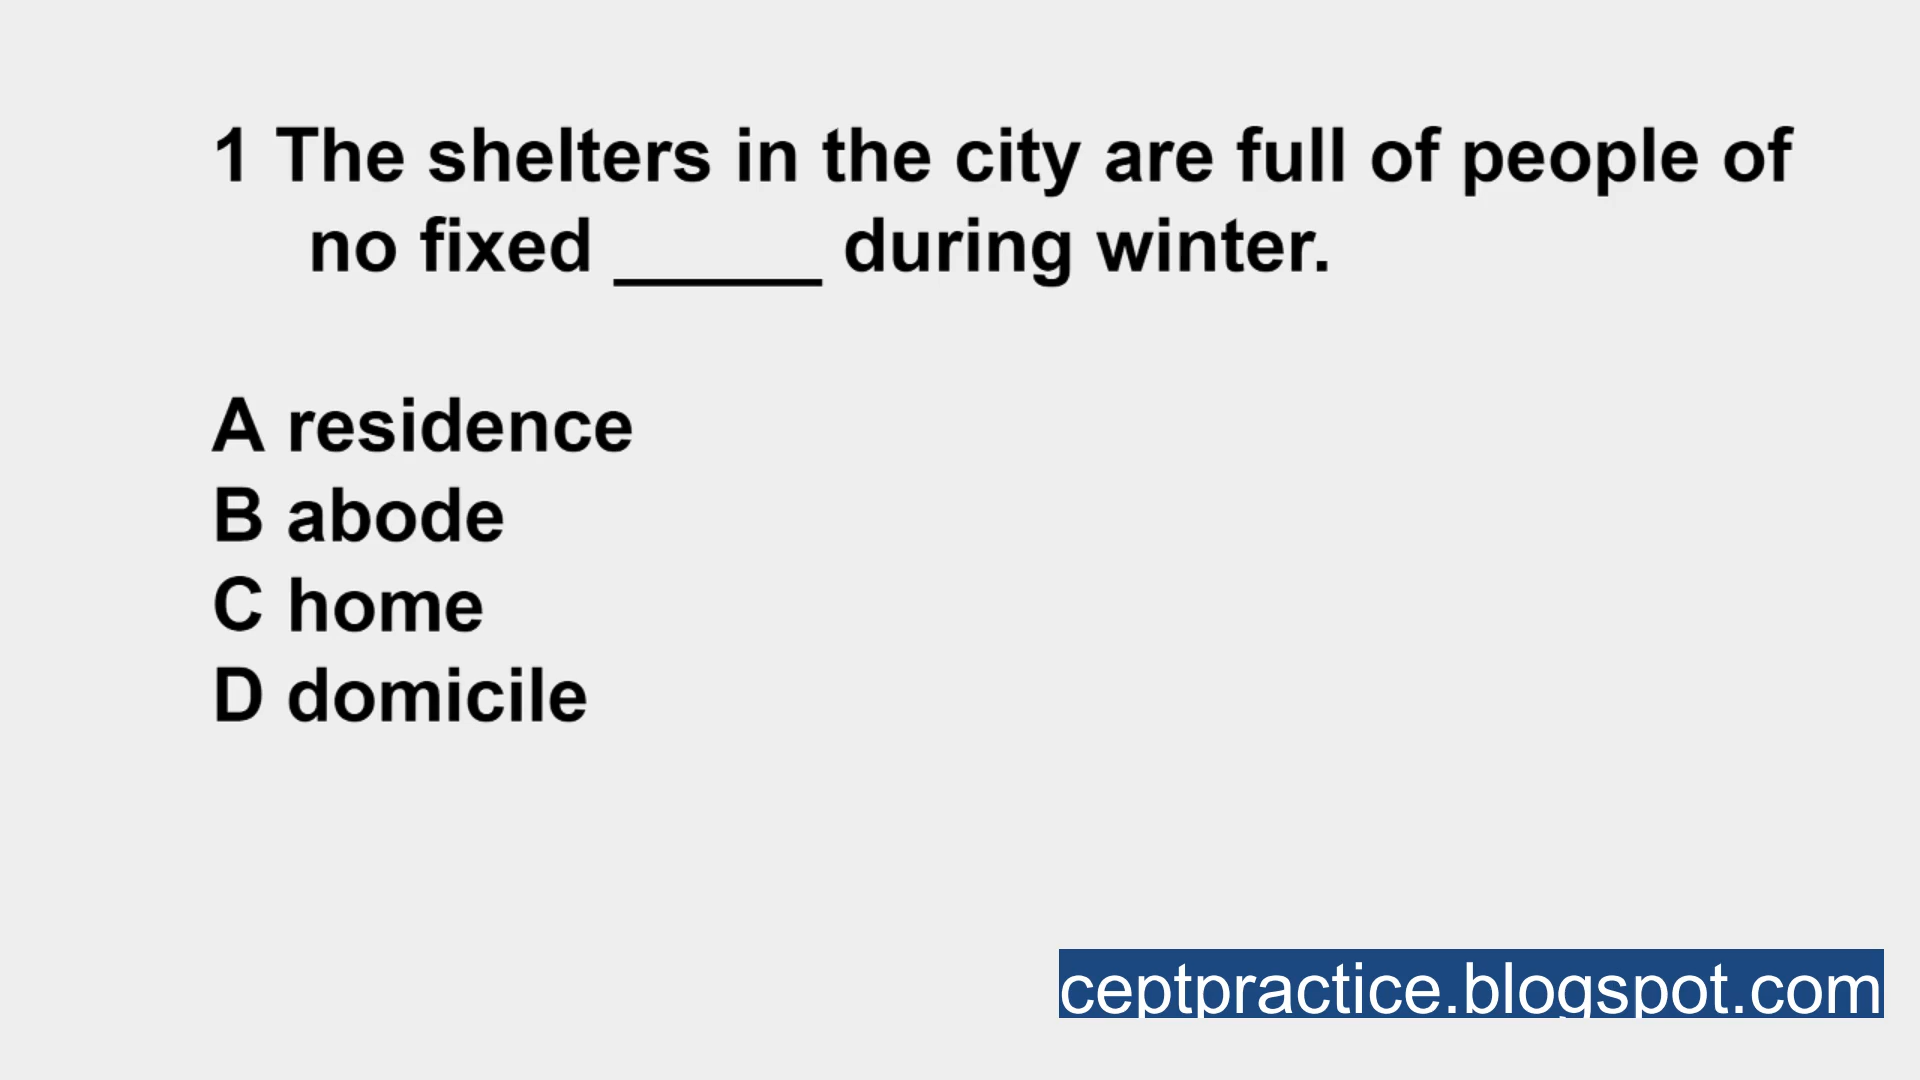 1 The shelters in the city are full of people of
no fixed _____ during winter.
A residence
B abode
C home
D domicile
ceptpractice.blogspot.com